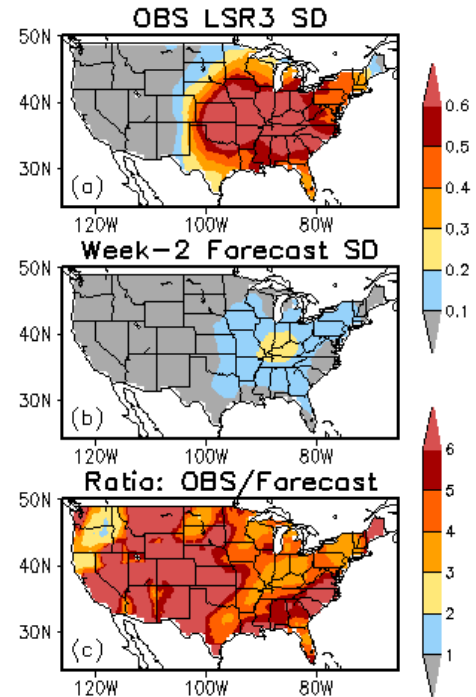 OBS LSR3 SD
50N
40N
30N
(a)
120W 100W 80W
0.6
0.5
0.4
0.3
0.2
0.1
Week-2 Forecast SD
50N
40N
30N
(b)
120W 100W 80W
Ratio: OBS/Forecast
50N
40N
30N
(c)
120W 100W 80W
6
5
4
3
2
1